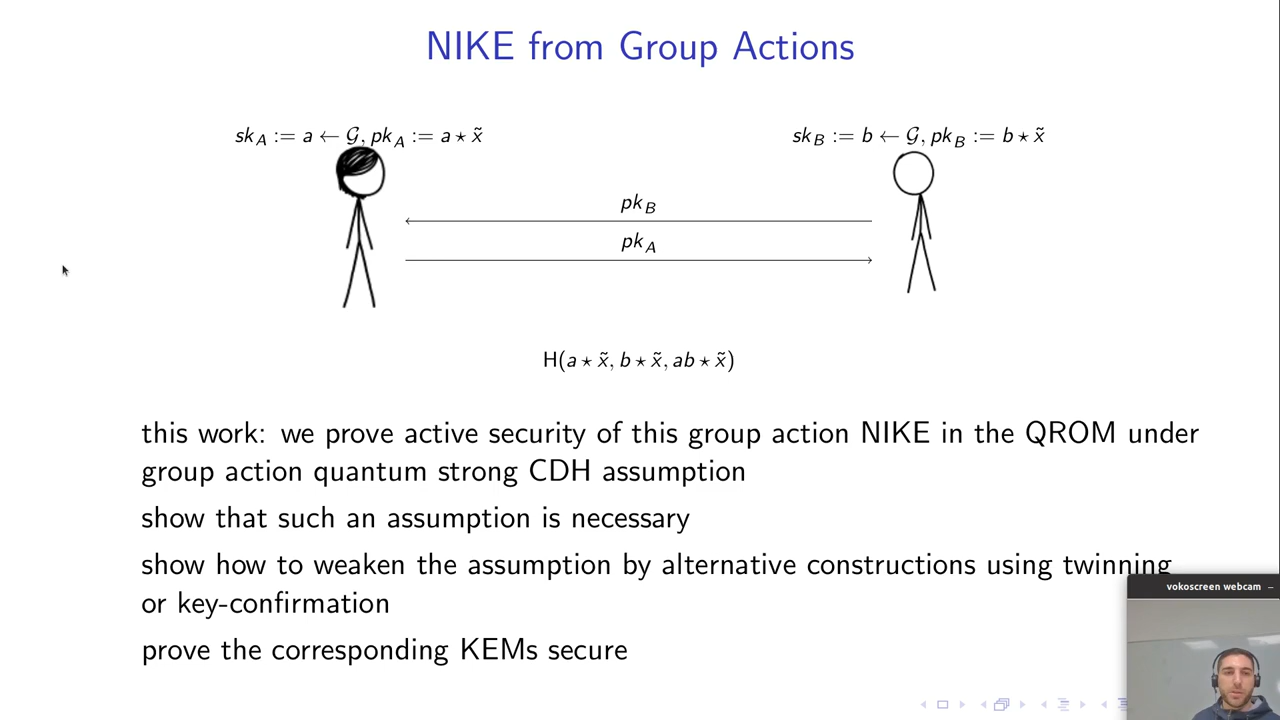 NIKE from Group Actions
sk_A := a ← 𝒢, pk_A := a ⋆ x̃
sk_B := b ← 𝒢, pk_B := b ⋆ x̃
pk_B
pk_A
H(a ⋆ x̃, b ⋆ x̃, ab ⋆ x̃)
this work: we prove active security of this group action NIKE in the QROM under
group action quantum strong CDH assumption
show that such an assumption is necessary
show how to weaken the assumption by alternative constructions using twinning
or key-confirmation
prove the corresponding KEMs secure
vokoscreen webcam